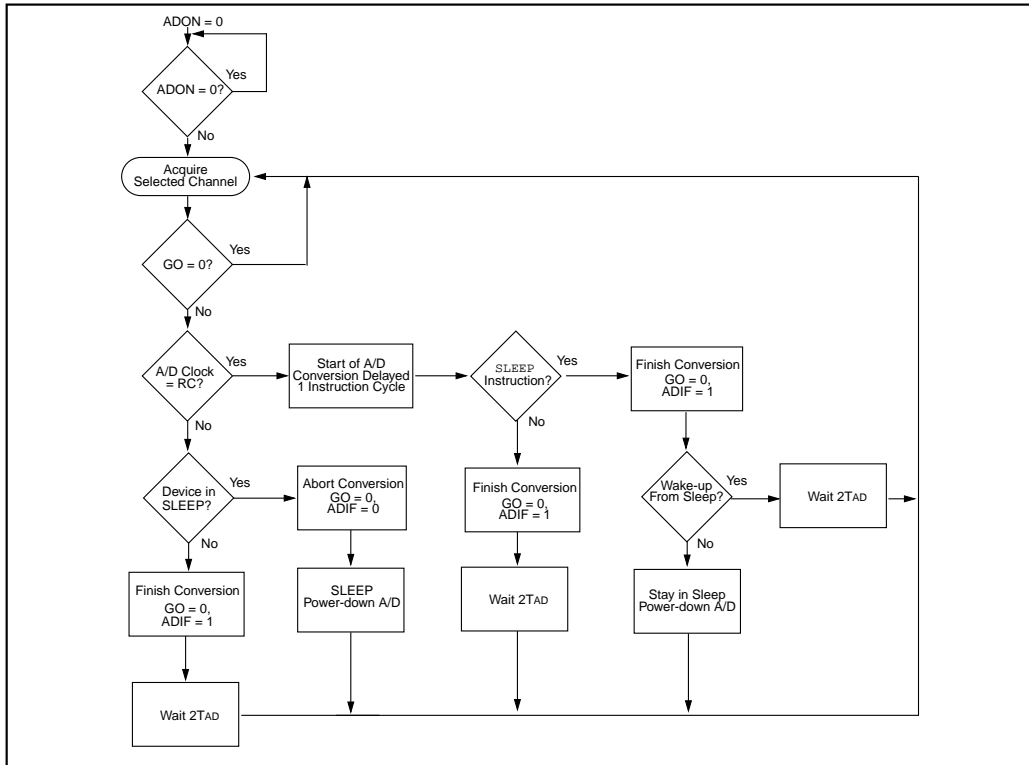 ADON = 0
Yes
ADON = 0?
No
Acquire
Selected Channel
Yes
GO = 0?
No
A/D Clock
= RC?
Yes
Start of A/D
Conversion Delayed
1 Instruction Cycle
SLEEP
Instruction?
Yes
Finish Conversion
GO = 0,
ADIF = 1
No
No
Device in
SLEEP?
Yes
Abort Conversion
GO = 0,
ADIF = 0
Finish Conversion
GO = 0,
ADIF = 1
Wake-up
From Sleep?
Yes
Wait 2TAD
No
No
Finish Conversion
GO = 0,
ADIF = 1
SLEEP
Power-down A/D
Wait 2TAD
Stay in Sleep
Power-down A/D
Wait 2TAD